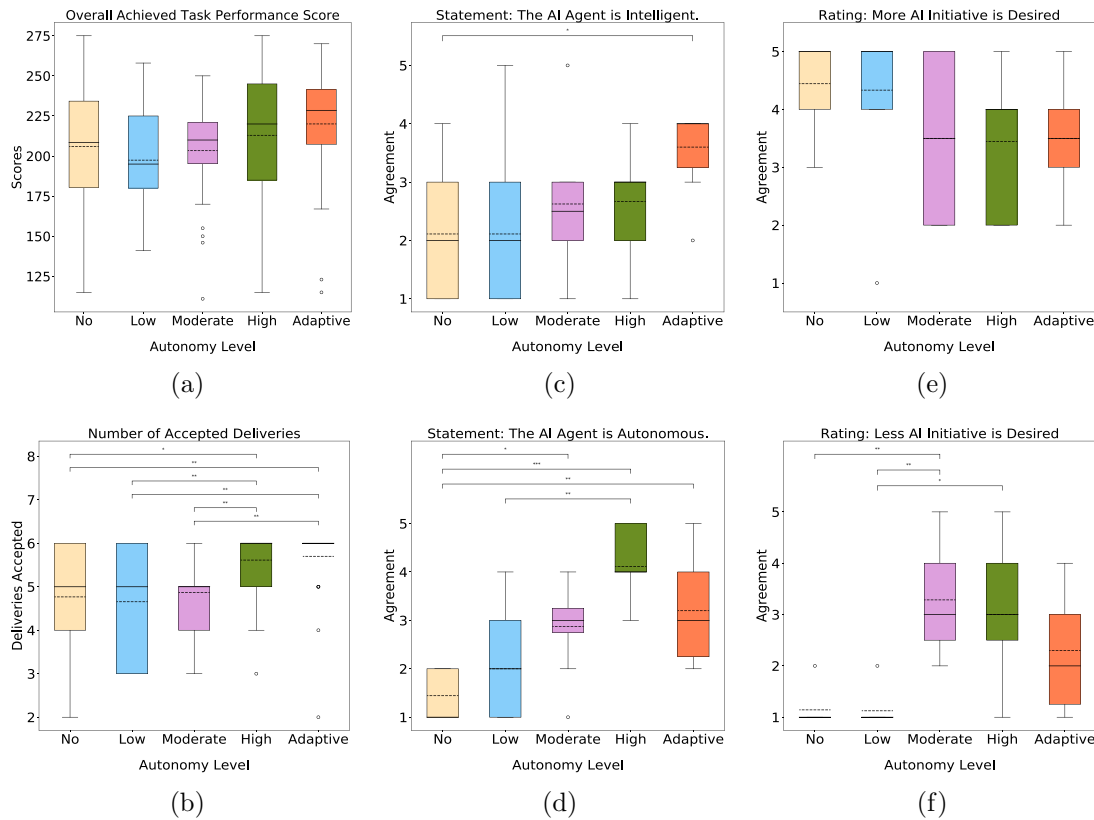 Overall Achieved Task Performance Score
Scores
275
250
225
200
175
150
125
No Low Moderate High Adaptive
Autonomy Level
(a)
Statement: The AI Agent is Intelligent.
*
Agreement
5
4
3
2
1
No Low Moderate High Adaptive
Autonomy Level
(c)
Rating: More AI Initiative is Desired
Agreement
5
4
3
2
1
No Low Moderate High Adaptive
Autonomy Level
(e)
Number of Accepted Deliveries
*
**
**
**
**
**
Deliveries Accepted
8
7
6
5
4
3
2
No Low Moderate High Adaptive
Autonomy Level
(b)
Statement: The AI Agent is Autonomous.
*
***
**
**
Agreement
5
4
3
2
1
No Low Moderate High Adaptive
Autonomy Level
(d)
Rating: Less AI Initiative is Desired
**
**
*
Agreement
5
4
3
2
1
No Low Moderate High Adaptive
Autonomy Level
(f)